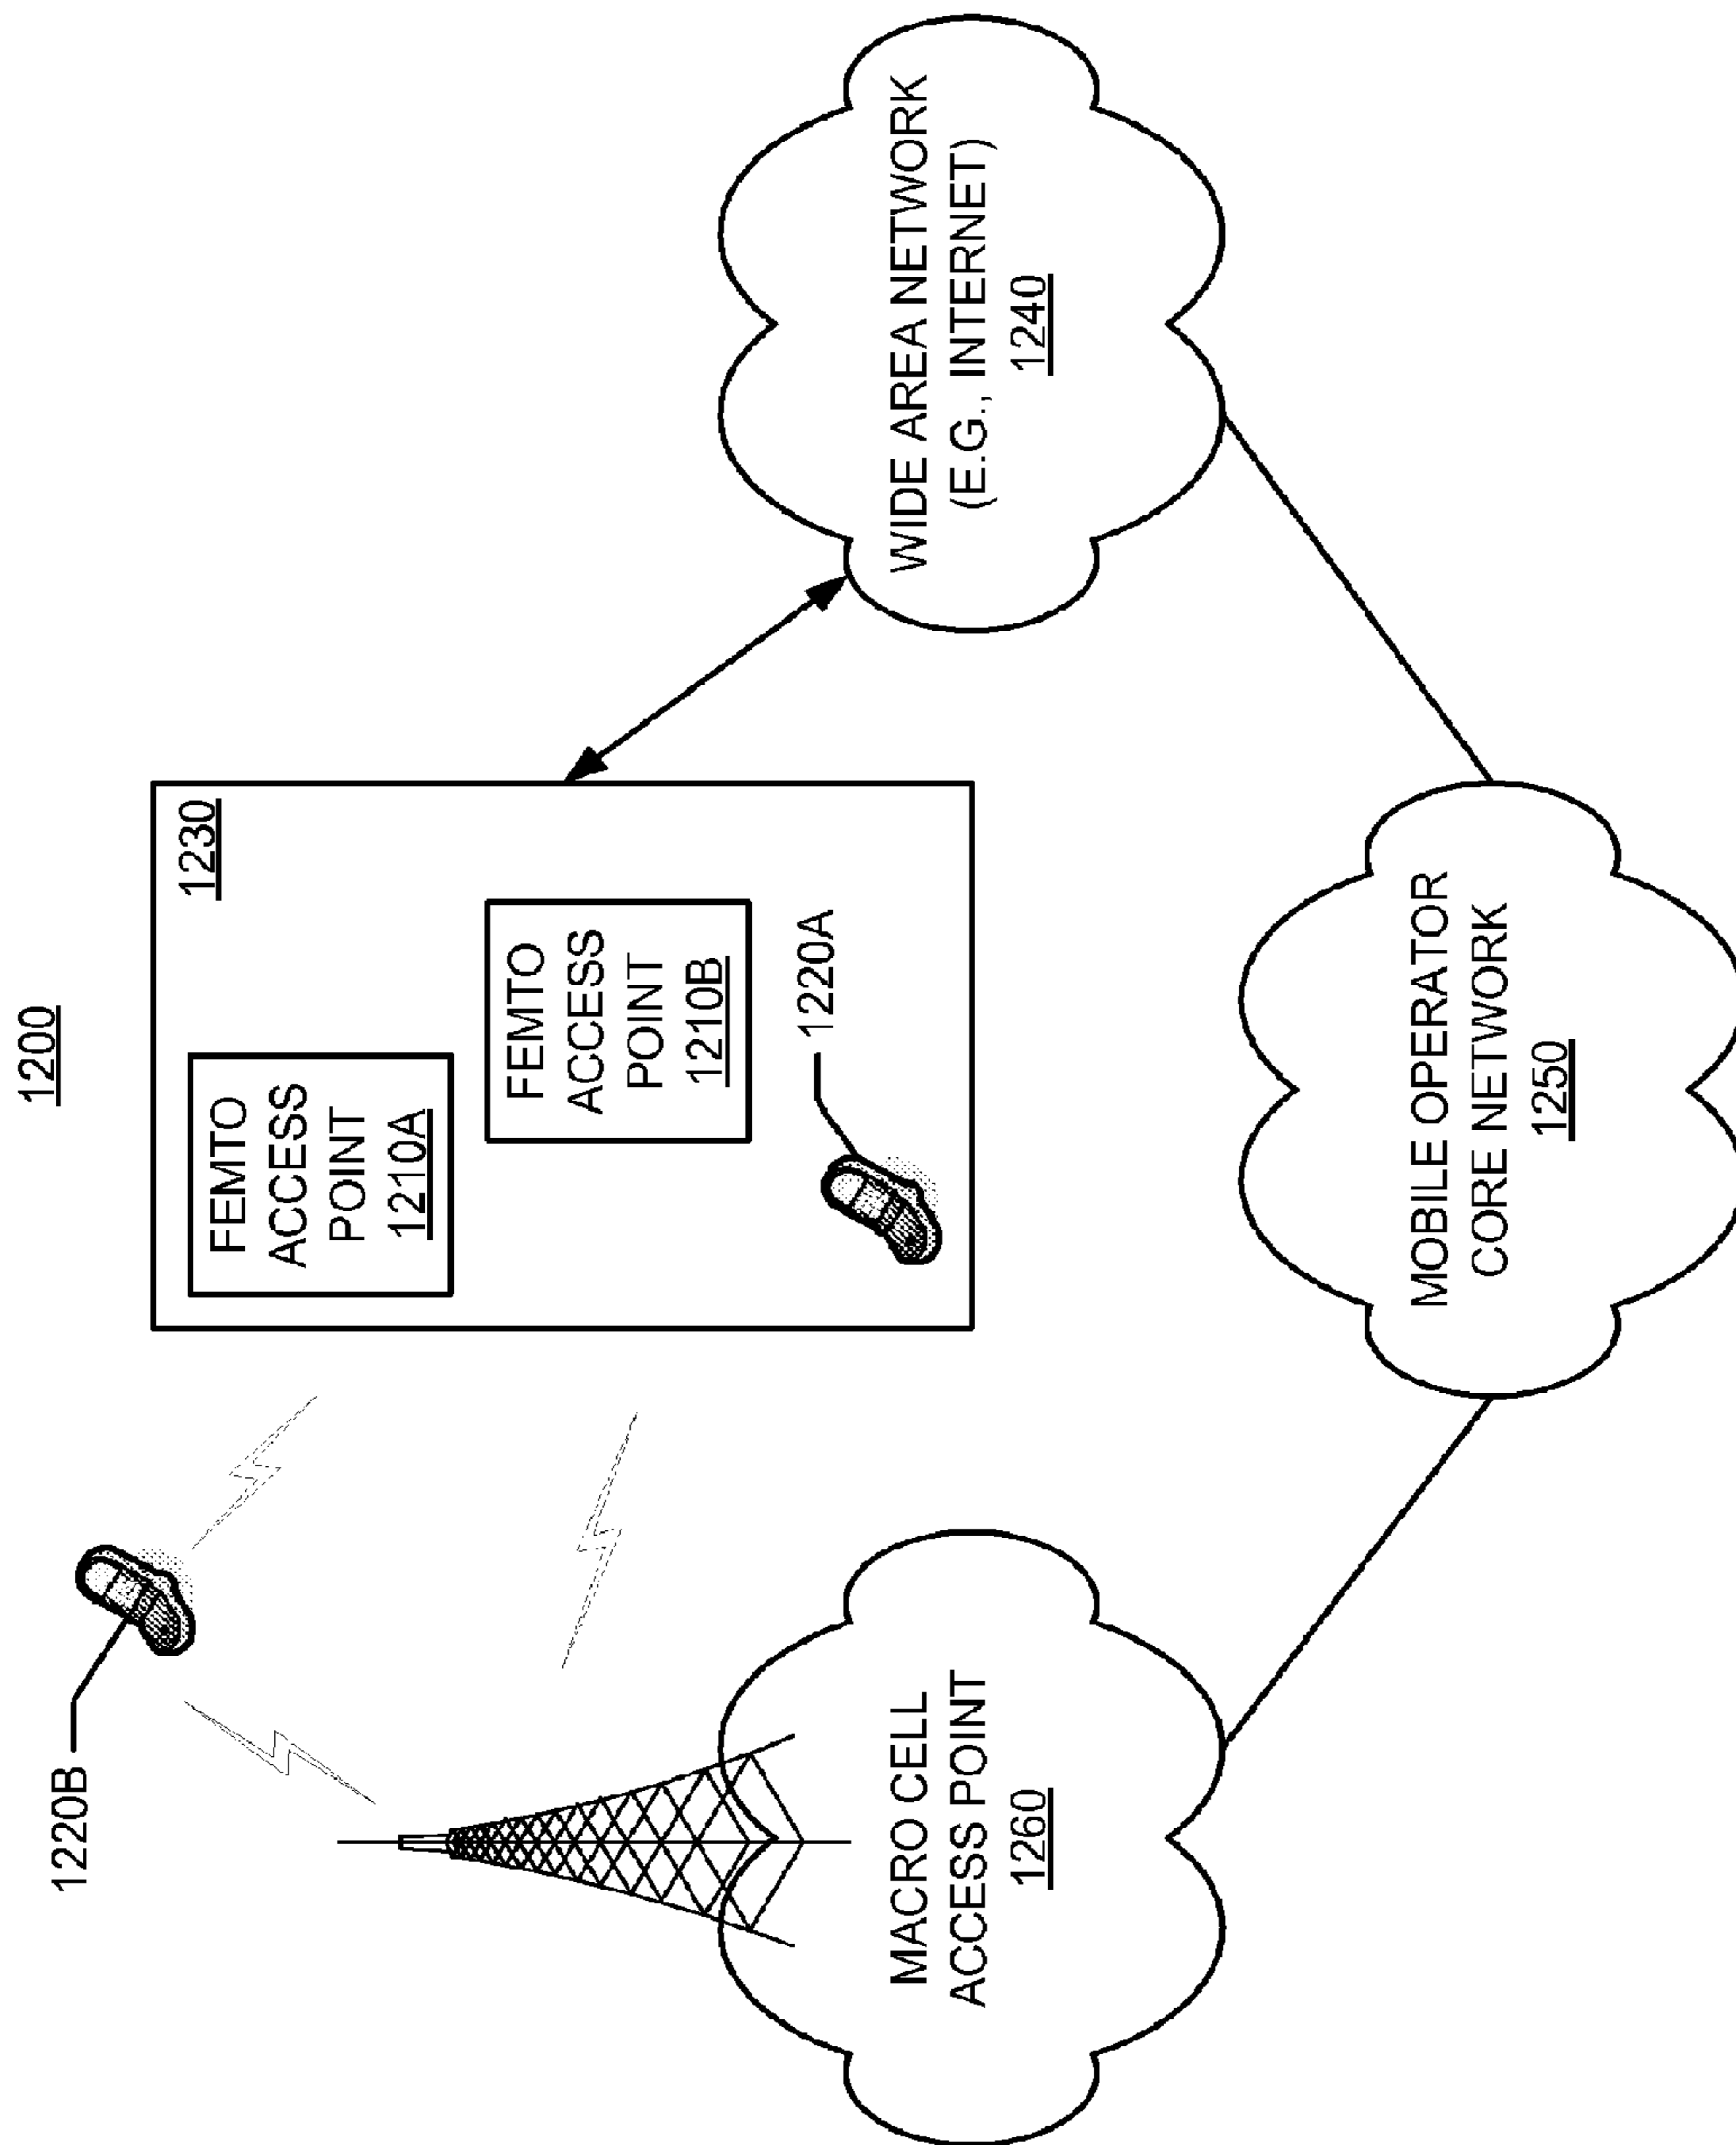 1200
1220B
1230
FEMTO
ACCESS
POINT
1210A
FEMTO
ACCESS
POINT
1210B
1220A
MACRO CELL
ACCESS POINT
1260
WIDE AREA NETWORK
(E.G., INTERNET)
1240
MOBILE OPERATOR
CORE NETWORK
1250